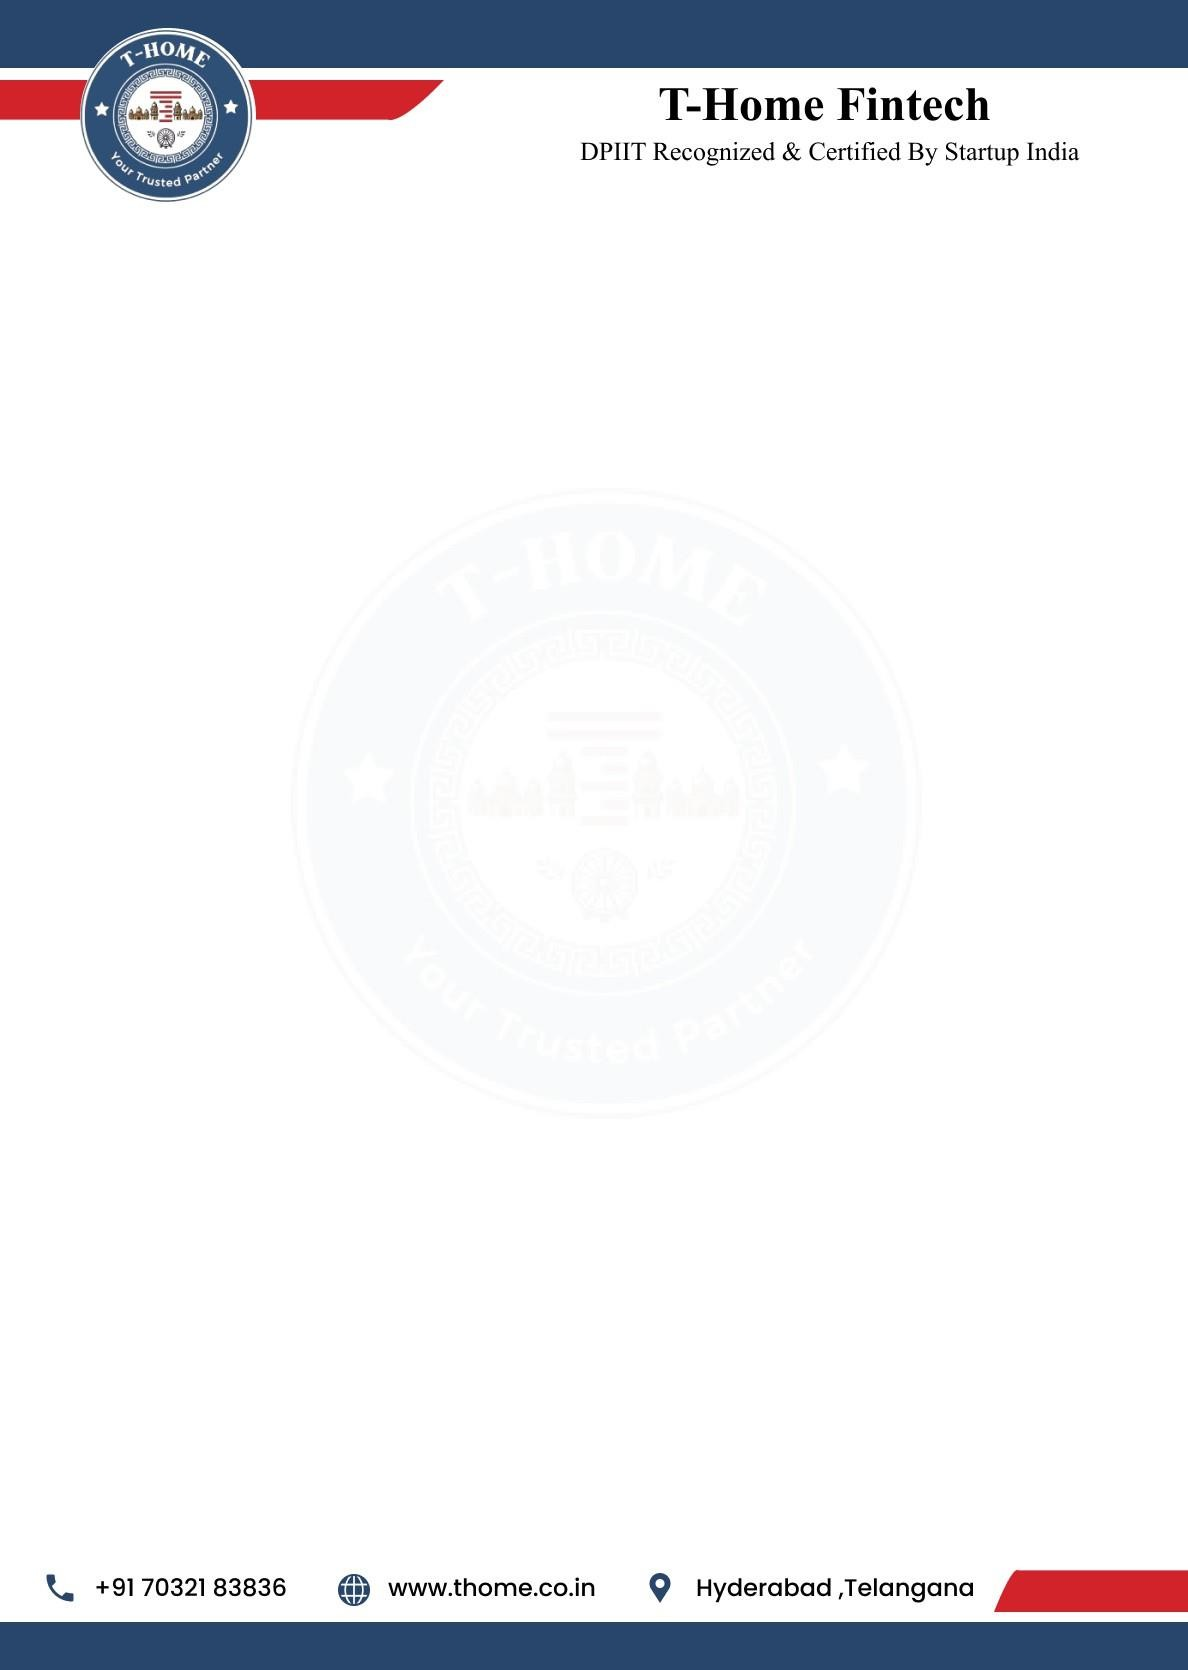 T-HOME
Your Trusted Partner
T-Home Fintech
DPIIT Recognized & Certified By Startup India
T-HOME
Your Trusted Partner
+91 70321 83836
www.thome.co.in
Hyderabad ,Telangana